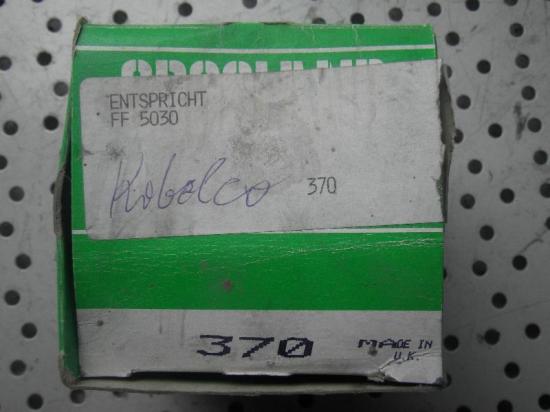 ENTSPRICHT
FF 5030
Kobelco 370
370 MADE IN
U.K.